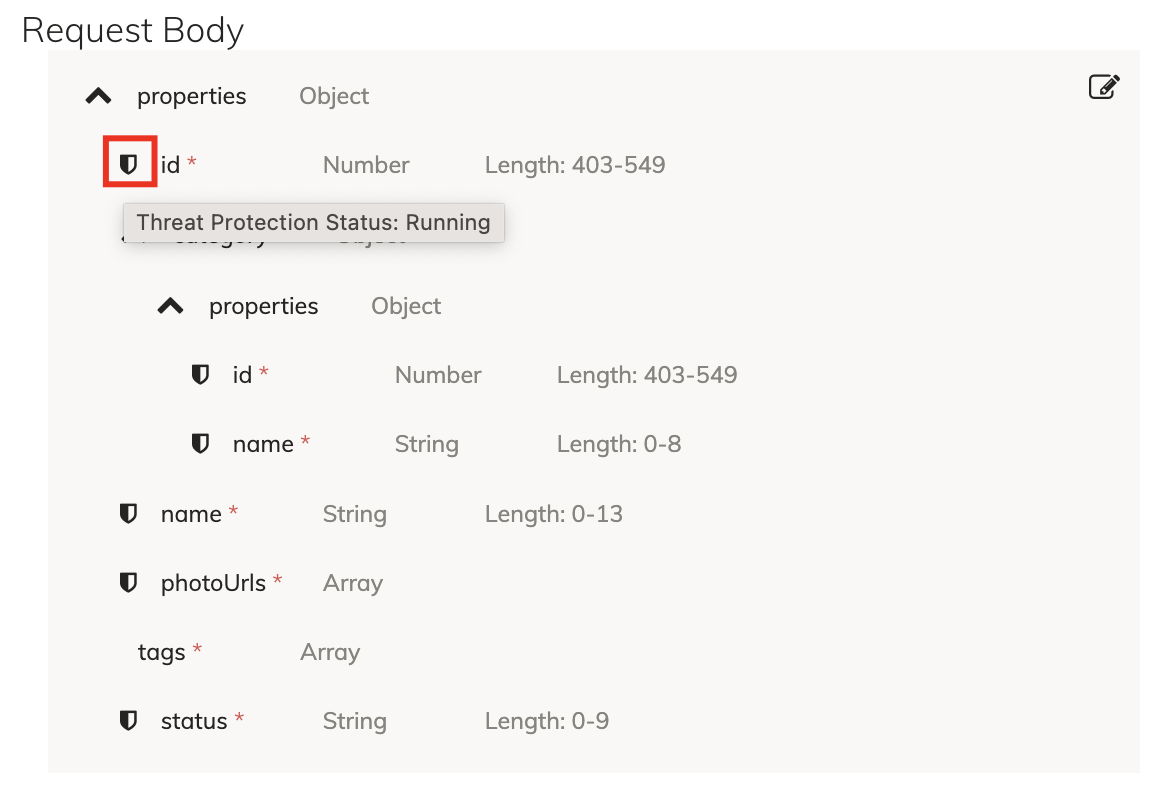 Request Body
properties Object
id * Number Length: 403-549
Threat Protection Status: Running
category Object
properties Object
id * Number Length: 403-549
name * String Length: 0-8
name * String Length: 0-13
photoUrls * Array
tags * Array
status * String Length: 0-9